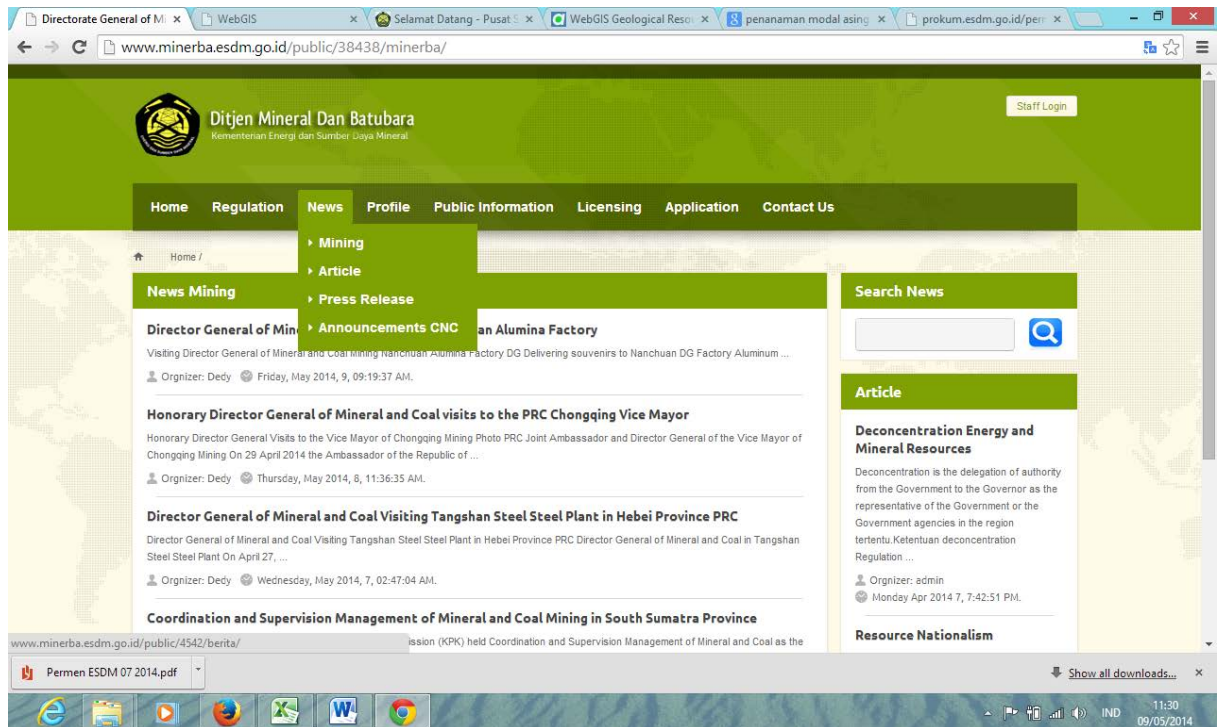 Directorate General of Mi
WebGIS
Selamat Datang - Pusat S
WebGIS Geological Resou
penanaman modal asing
prokum.esdm.go.id/perm
www.minerba.esdm.go.id/public/38438/minerba/
Ditjen Mineral Dan Batubara
Kementerian Energi dan Sumber Daya Mineral
Staff Login
Home Regulation News Profile Public Information Licensing Application Contact Us
Mining
Article
Press Release
Announcements CNC
Home /
News Mining
Director General of Min
an Alumina Factory
Visiting Director General of Mineral and Coal Mining Nanchuan Alumina Factory DG Delivering souvenirs to Nanchuan DG Factory Aluminum ...
Orgnizer: Dedy Friday, May 2014, 9, 09:19:37 AM.
Honorary Director General of Mineral and Coal visits to the PRC Chongqing Vice Mayor
Honorary Director General Visits to the Vice Mayor of Chongqing Mining Photo PRC Joint Ambassador and Director General of the Vice Mayor of
Chongqing Mining On 29 April 2014 the Ambassador of the Republic of ...
Orgnizer: Dedy Thursday, May 2014, 8, 11:36:35 AM.
Director General of Mineral and Coal Visiting Tangshan Steel Steel Plant in Hebei Province PRC
Director General of Mineral and Coal Visiting Tangshan Steel Steel Plant in Hebei Province PRC Director General of Mineral and Coal in Tangshan
Steel Steel Plant On April 27, ...
Orgnizer: Dedy Wednesday, May 2014, 7, 02:47:04 AM.
Coordination and Supervision Management of Mineral and Coal Mining in South Sumatra Province
ission (KPK) held Coordination and Supervision Management of Mineral and Coal as the
Search News
Article
Deconcentration Energy and
Mineral Resources
Deconcentration is the delegation of authority
from the Government to the Governor as the
representative of the Government or the
Government agencies in the region
tertentu.Ketentuan deconcentration
Regulation ...
Orgnizer: admin
Monday Apr 2014 7, 7:42:51 PM.
Resource Nationalism
www.minerba.esdm.go.id/public/4542/berita/
Permen ESDM 07 2014.pdf
Show all downloads...
IND
11:30
09/05/2014